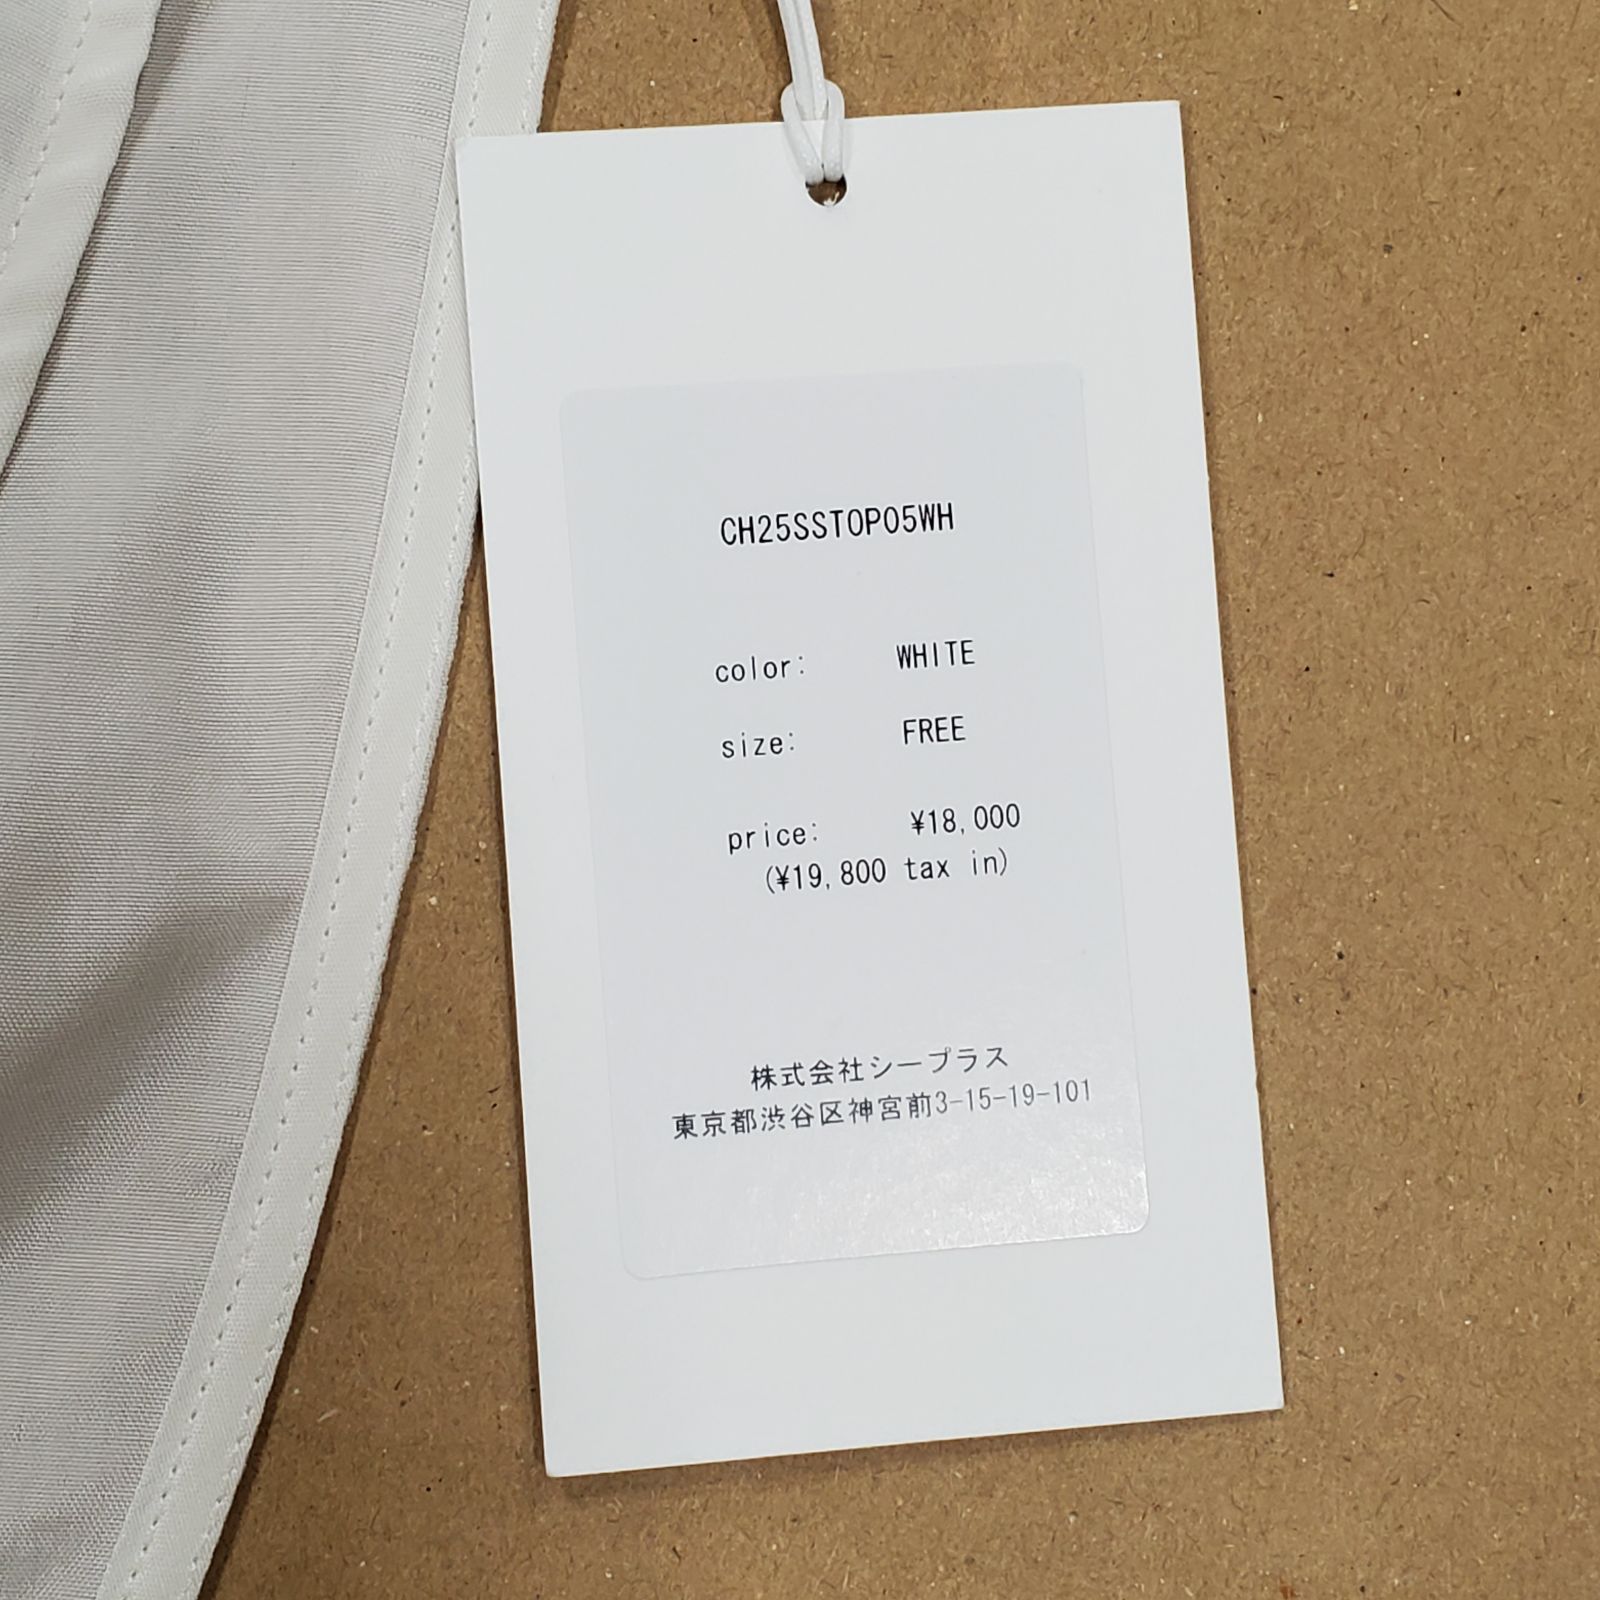 CH25SSTOP05WH
color: WHITE
size: FREE
price: ¥18,000
(¥19,800 tax in)
株式会社シープラス
東京都渋谷区神宮前3-15-19-101